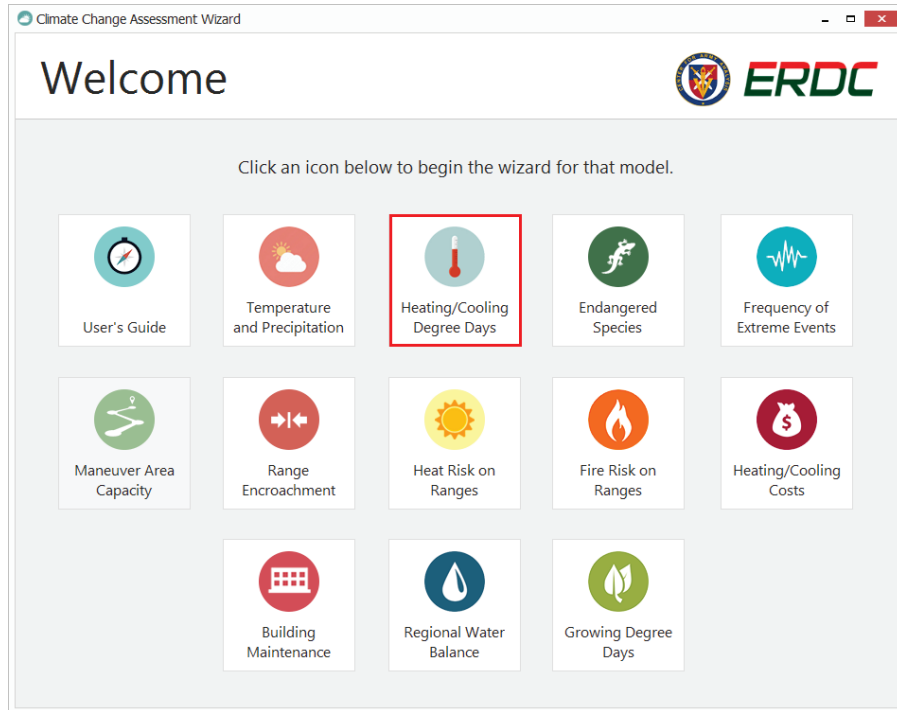 Climate Change Assessment Wizard
Welcome
ERDC
Click an icon below to begin the wizard for that model.
User's Guide
Temperature
and Precipitation
Heating/Cooling
Degree Days
Endangered
Species
Frequency of
Extreme Events
Maneuver Area
Capacity
Range
Encroachment
Heat Risk on
Ranges
Fire Risk on
Ranges
Heating/Cooling
Costs
Building
Maintenance
Regional Water
Balance
Growing Degree
Days